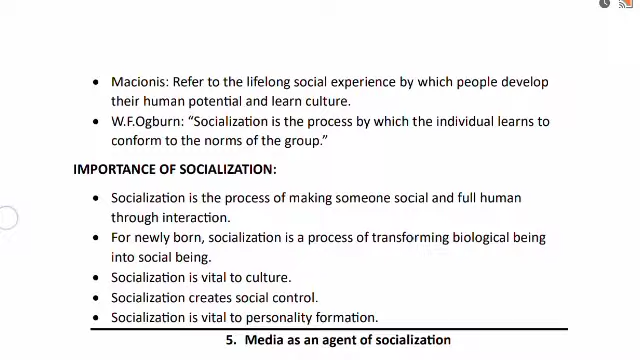 • Macionis: Refer to the lifelong social experience by which people develop
their human potential and learn culture.
• W.F.Ogburn: “Socialization is the process by which the individual learns to
conform to the norms of the group.”
IMPORTANCE OF SOCIALIZATION:
• Socialization is the process of making someone social and full human
through interaction.
• For newly born, socialization is a process of transforming biological being
into social being.
• Socialization is vital to culture.
• Socialization creates social control.
• Socialization is vital to personality formation.
5. Media as an agent of socialization